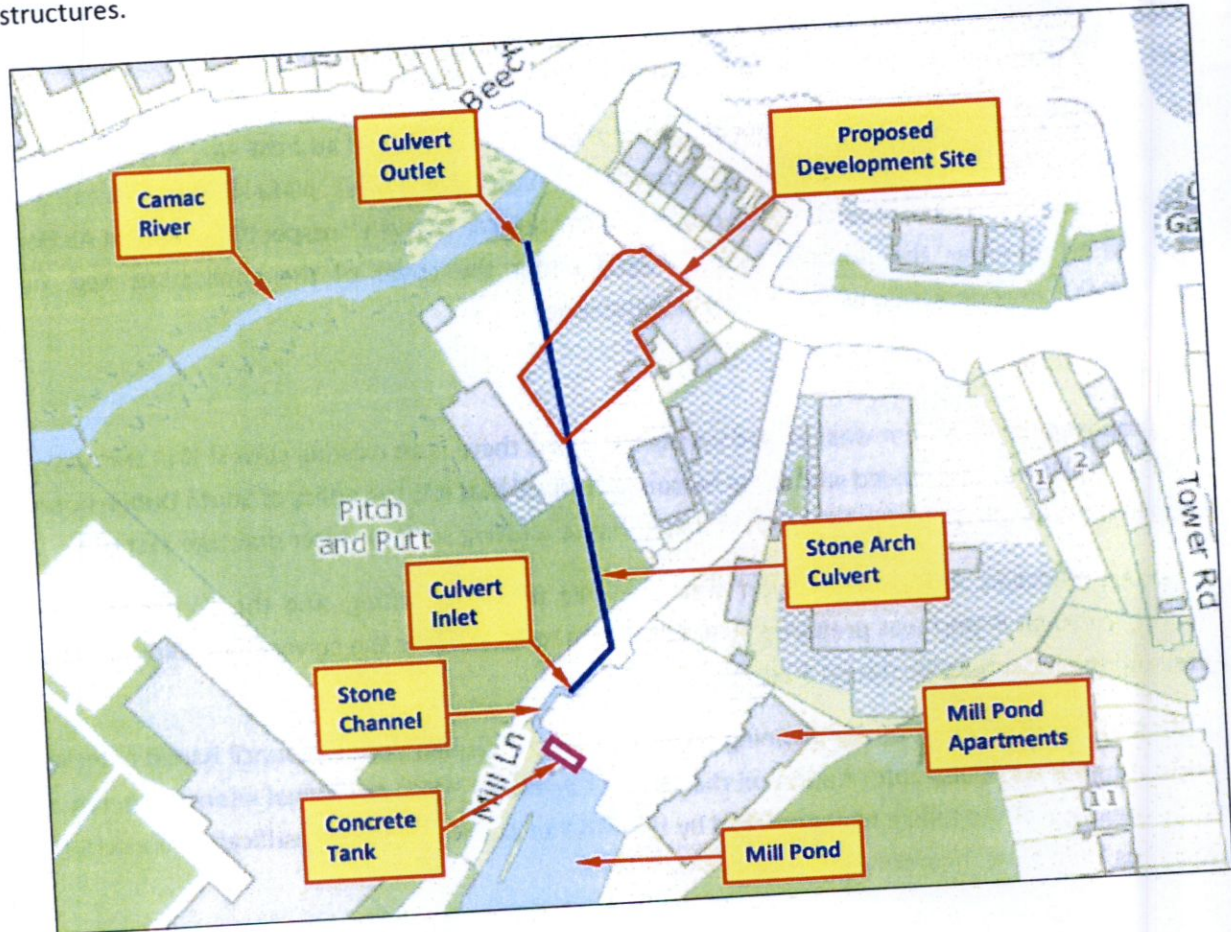 structures.
Beech
Culvert
Outlet
Proposed
Development Site
Camac
River
Ga
1
2
Tower Rd
Pitch
and Putt
Stone Arch
Culvert
Culvert
Inlet
Stone
Channel
Mill Pond
Apartments
Mill Ln
11
Concrete
Tank
Mill Pond